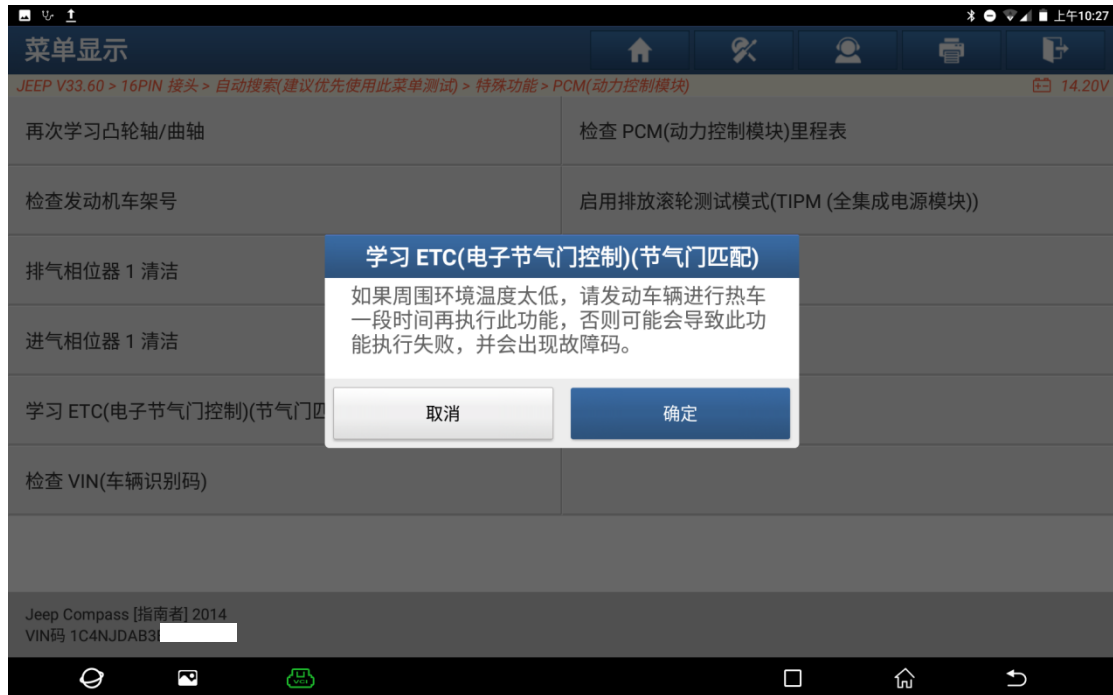 上午10:27
菜单显示
JEEP V33.60 > 16PIN 接头 > 自动搜索(建议优先使用此菜单测试) > 特殊功能 > PCM(动力控制模块)
14.20V
再次学习凸轮轴/曲轴
检查 PCM(动力控制模块)里程表
检查发动机车架号
启用排放滚轮测试模式(TIPM (全集成电源模块))
排气相位器 1 清洁
进气相位器 1 清洁
学习 ETC(电子节气门控制)(节气门匹
检查 VIN(车辆识别码)
学习 ETC(电子节气门控制)(节气门匹配)
如果周围环境温度太低，请发动车辆进行热车
一段时间再执行此功能，否则可能会导致此功
能执行失败，并会出现故障码。
取消
确定
Jeep Compass [指南者] 2014
VIN码 1C4NJDAB3
VCI